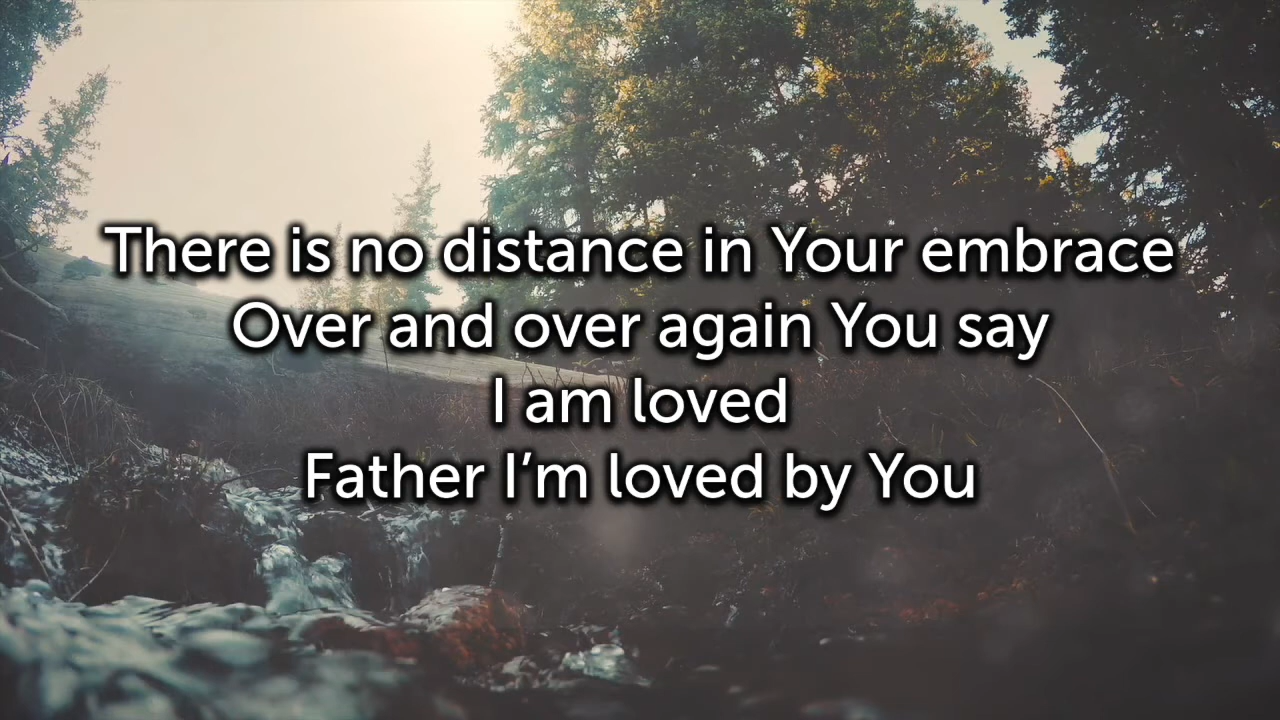 There is no distance in Your embrace
Over and over again You say
I am loved
Father I’m loved by You